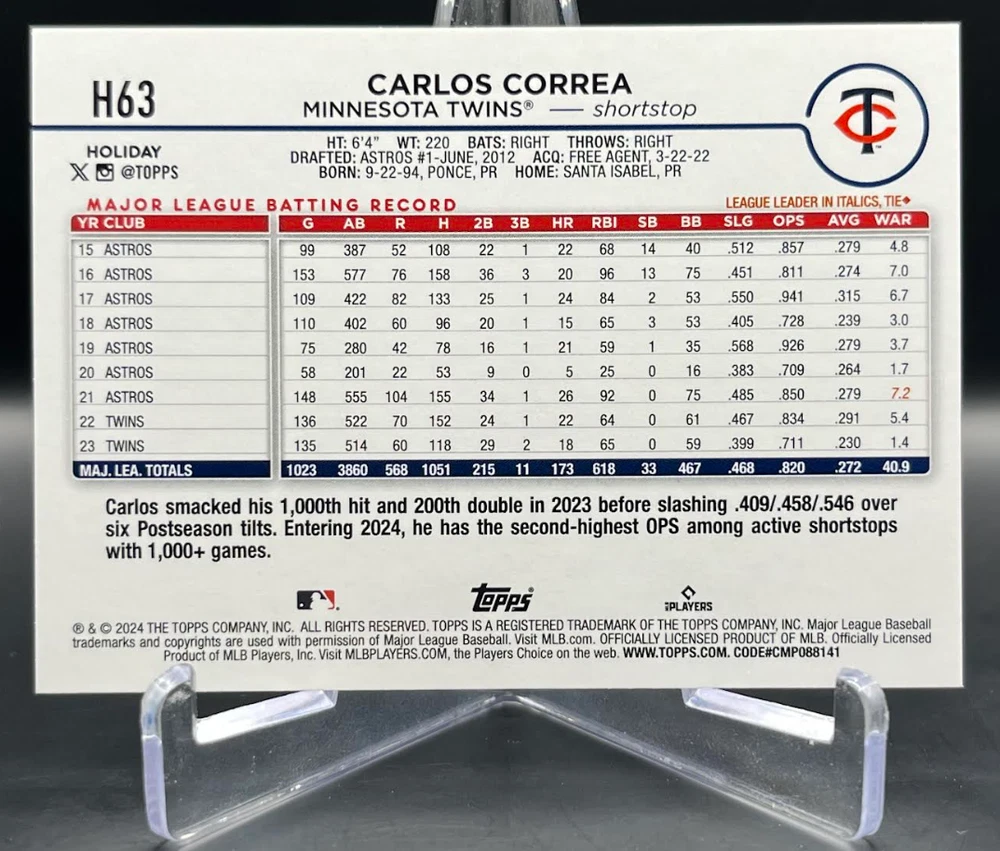 H63
CARLOS CORREA
MINNESOTA TWINS® — shortstop
TC
™
HT: 6'4" WT: 220 BATS: RIGHT THROWS: RIGHT
DRAFTED: ASTROS #1-JUNE, 2012 ACQ: FREE AGENT, 3-22-22
BORN: 9-22-94, PONCE, PR HOME: SANTA ISABEL, PR
HOLIDAY
X @TOPPS
MAJOR LEAGUE BATTING RECORD
LEAGUE LEADER IN ITALICS, TIE◆
YR CLUB G AB R H 2B 3B HR RBI SB BB SLG OPS AVG WAR
15 ASTROS 99 387 52 108 22 1 22 68 14 40 .512 .857 .279 4.8
16 ASTROS 153 577 76 158 36 3 20 96 13 75 .451 .811 .274 7.0
17 ASTROS 109 422 82 133 25 1 24 84 2 53 .550 .941 .315 6.7
18 ASTROS 110 402 60 96 20 1 15 65 3 53 .405 .728 .239 3.0
19 ASTROS 75 280 42 78 16 1 21 59 1 35 .568 .926 .279 3.7
20 ASTROS 58 201 22 53 9 0 5 25 0 16 .383 .709 .264 1.7
21 ASTROS 148 555 104 155 34 1 26 92 0 75 .485 .850 .279 7.2
22 TWINS 136 522 70 152 24 1 22 64 0 61 .467 .834 .291 5.4
23 TWINS 135 514 60 118 29 2 18 65 0 59 .399 .711 .230 1.4
MAJ. LEA. TOTALS 1023 3860 568 1051 215 11 173 618 33 467 .468 .820 .272 40.9
Carlos smacked his 1,000th hit and 200th double in 2023 before slashing .409/.458/.546 over
six Postseason tilts. Entering 2024, he has the second-highest OPS among active shortstops
with 1,000+ games.
Topps®
PLAYERS
® & © 2024 THE TOPPS COMPANY, INC. ALL RIGHTS RESERVED. TOPPS IS A REGISTERED TRADEMARK OF THE TOPPS COMPANY, INC. Major League Baseball
trademarks and copyrights are used with permission of Major League Baseball. Visit MLB.com. OFFICIALLY LICENSED PRODUCT OF MLB. Officially Licensed
Product of MLB Players, Inc. Visit MLBPLAYERS.COM, the Players Choice on the web. WWW.TOPPS.COM. CODE#CMP088141